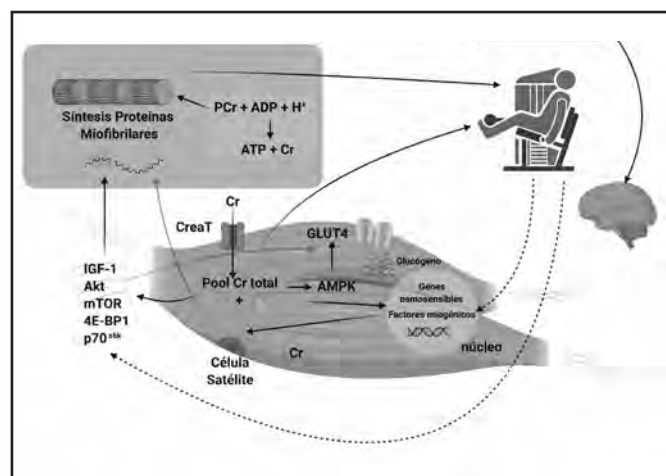 Síntesis Proteínas
Miofibrilares
PCr + ADP + H⁺
ATP + Cr
Cr
CreaT
GLUT4
Glucógeno
Pool Cr total
+
AMPK
Genes
osmosensibles
Factores miogénicos
IGF-1
Akt
mTOR
4E-BP1
p70ˢ⁶ᵏ
Célula
Satélite
Cr
núcleo